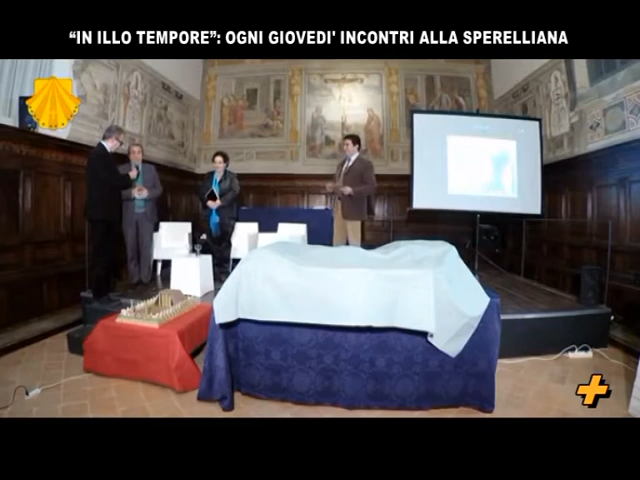 “IN ILLO TEMPORE”: OGNI GIOVEDI' INCONTRI ALLA SPERELLIANA